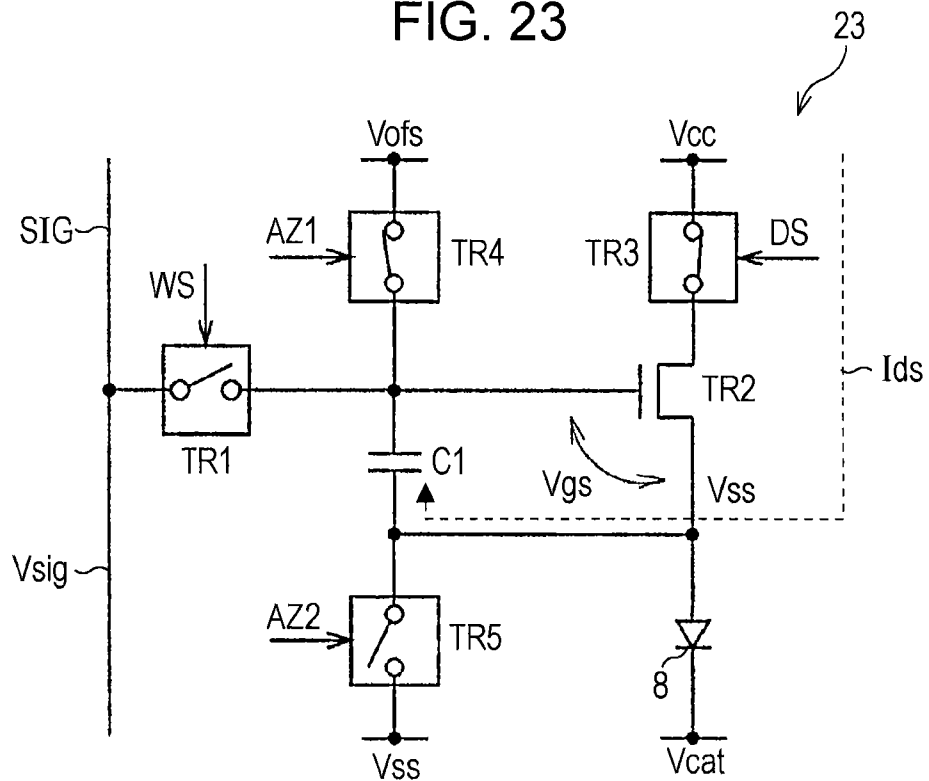 FIG. 23
23
Vofs
Vcc
SIG
AZ1
TR4
TR3
DS
WS
TR1
TR2
Ids
C1
Vgs
Vss
Vsig
AZ2
TR5
8
Vss
Vcat